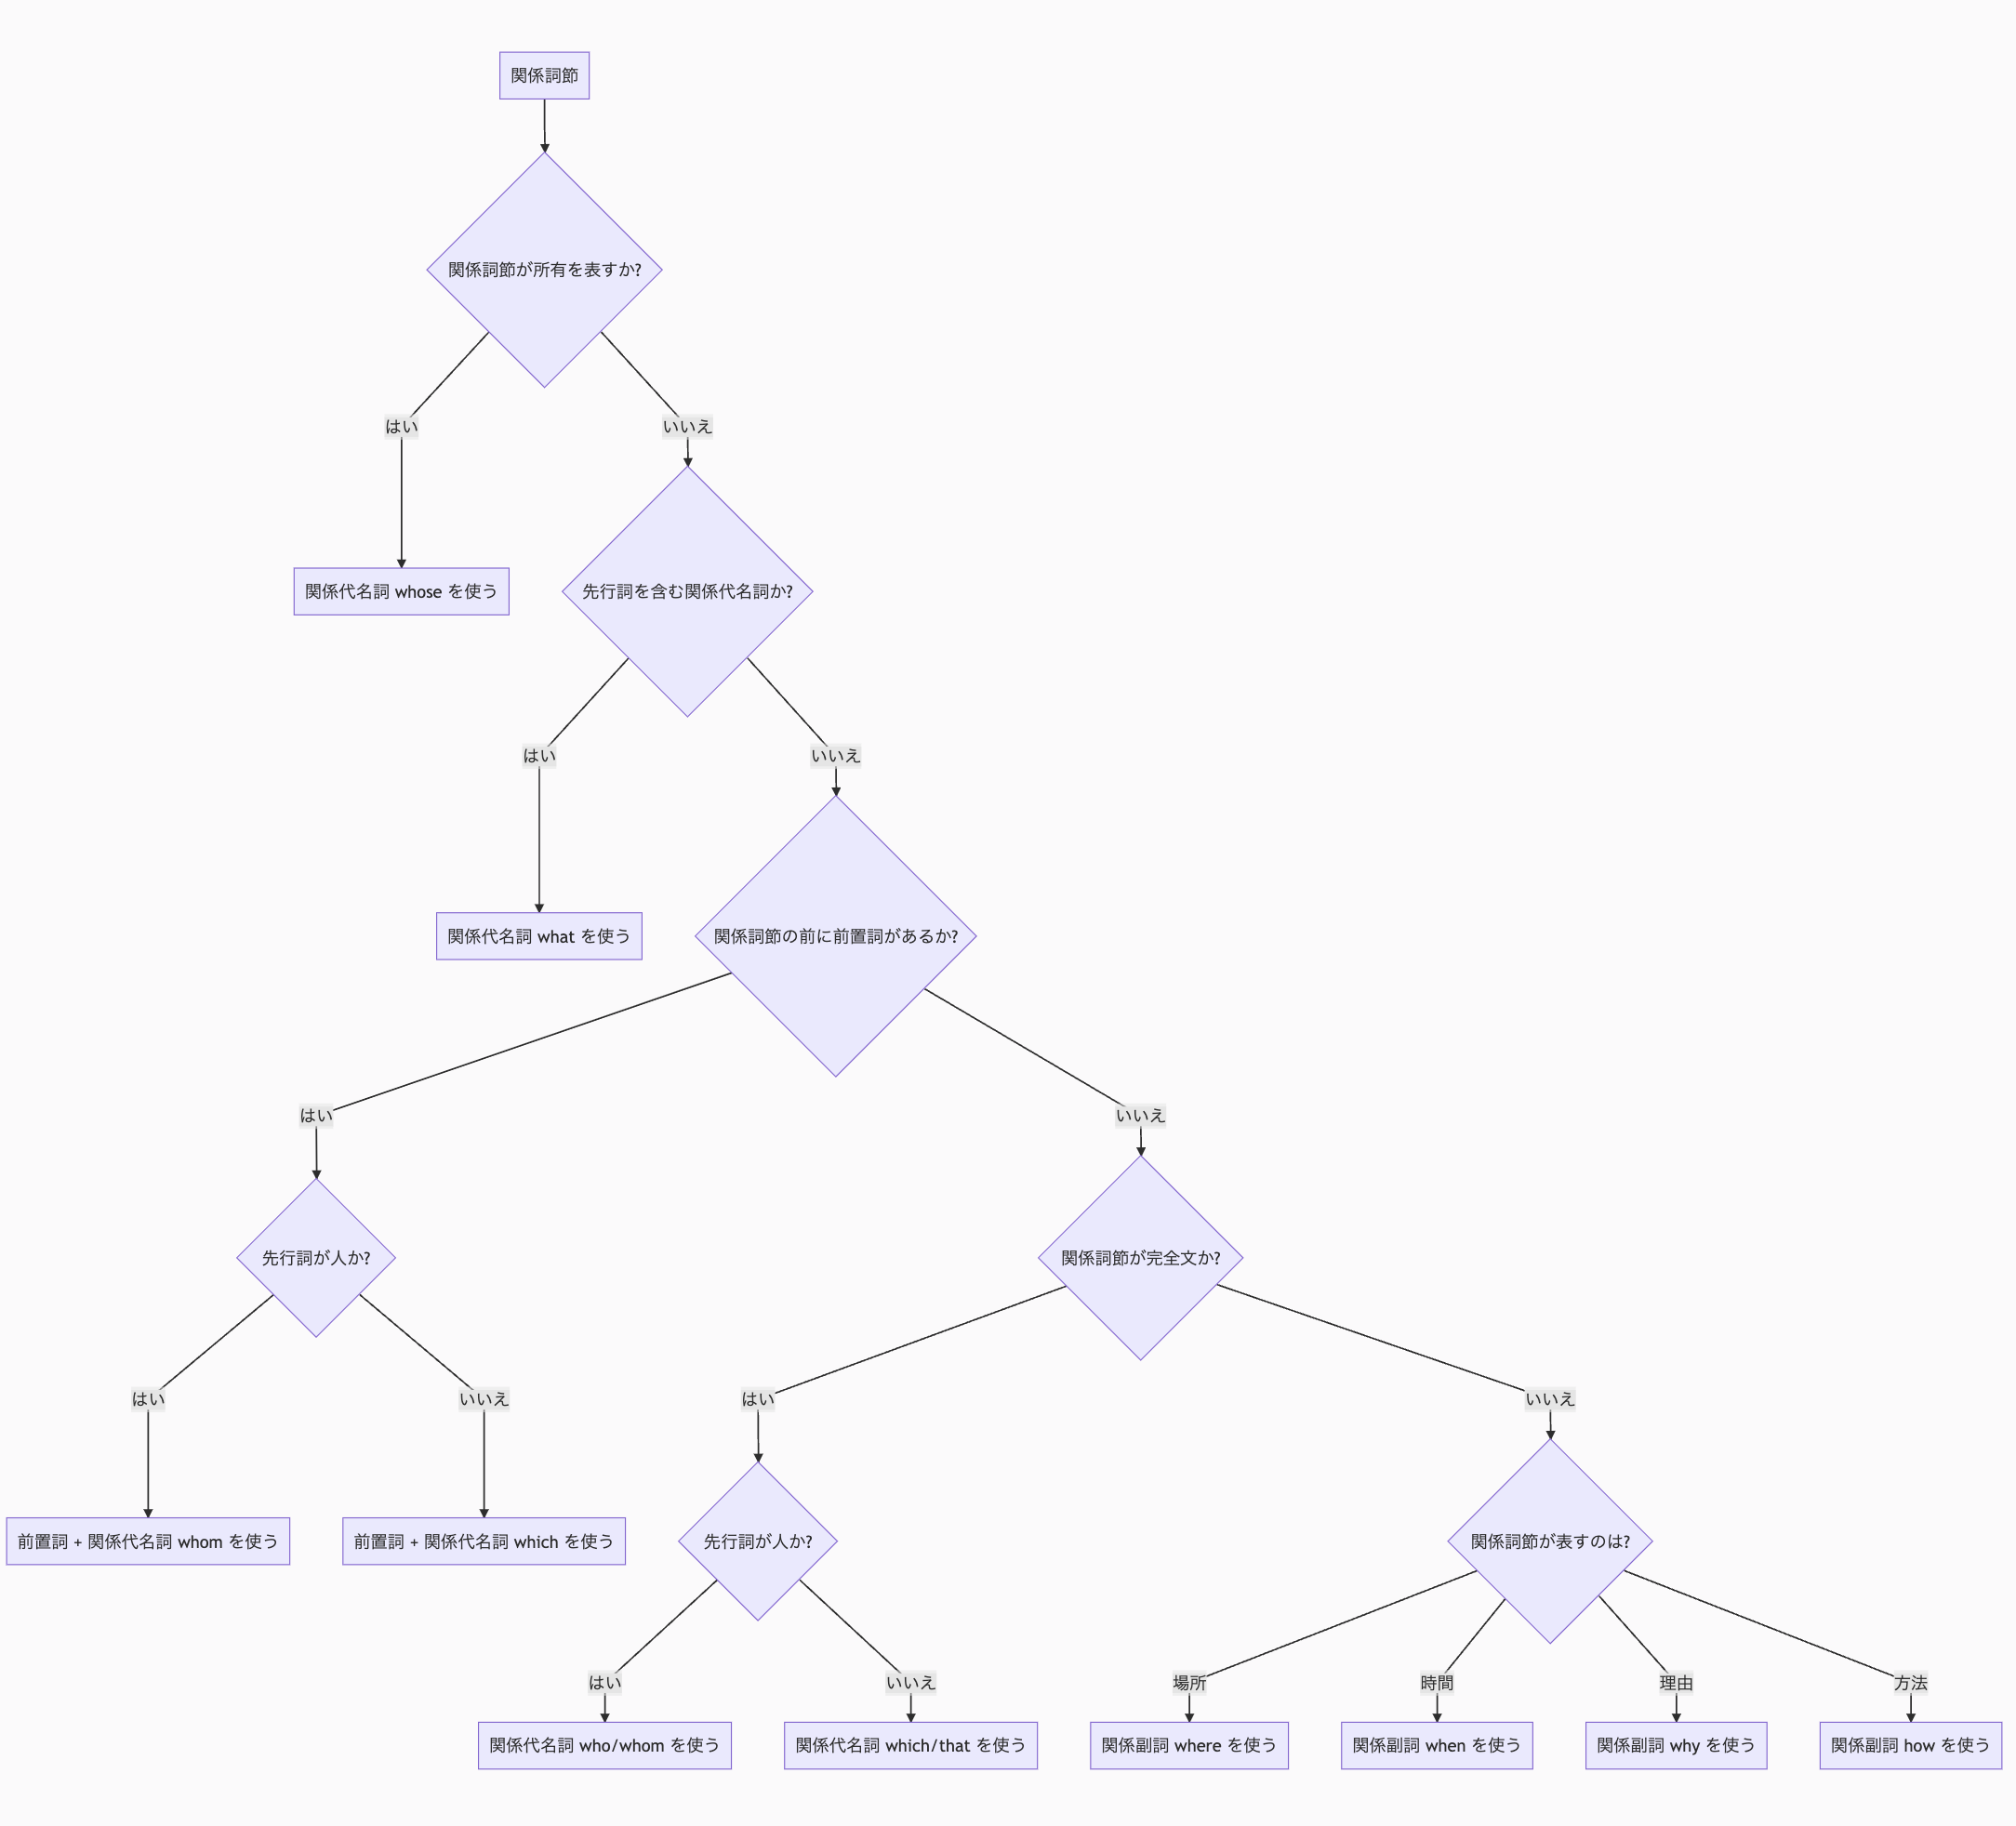 関係詞節
関係詞節が所有を表すか?
はい
いいえ
関係代名詞 whose を使う
先行詞を含む関係代名詞か?
はい
いいえ
関係代名詞 what を使う
関係詞節の前に前置詞があるか?
はい
いいえ
先行詞が人か?
関係詞節が完全文か?
はい
いいえ
はい
いいえ
前置詞 + 関係代名詞 whom を使う
前置詞 + 関係代名詞 which を使う
先行詞が人か?
関係詞節が表すのは?
はい
いいえ
場所
時間
理由
方法
関係代名詞 who/whom を使う
関係代名詞 which/that を使う
関係副詞 where を使う
関係副詞 when を使う
関係副詞 why を使う
関係副詞 how を使う